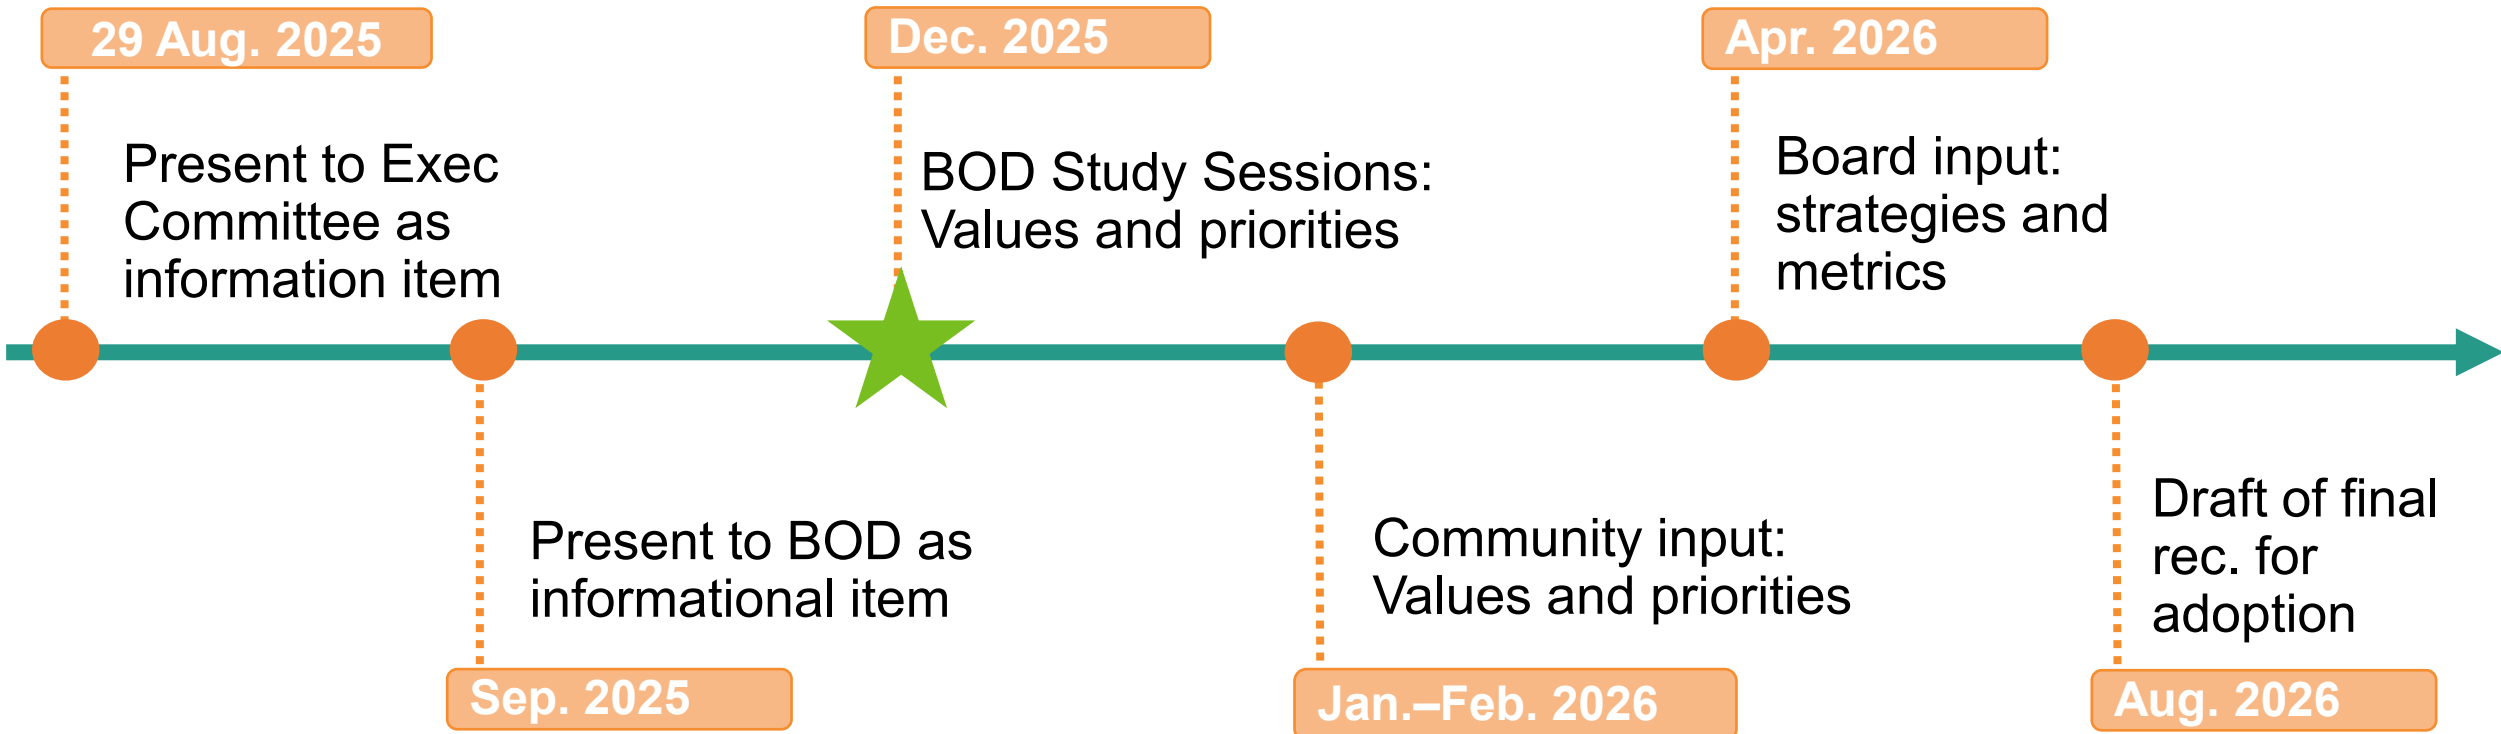 29 Aug. 2025
Present to Exec
Committee as
information item
Sep. 2025
Present to BOD as
informational item
Dec. 2025
BOD Study Sessions:
Values and priorities
Jan.–Feb. 2026
Community input:
Values and priorities
Apr. 2026
Board input:
strategies and
metrics
Aug. 2026
Draft of final
rec. for
adoption